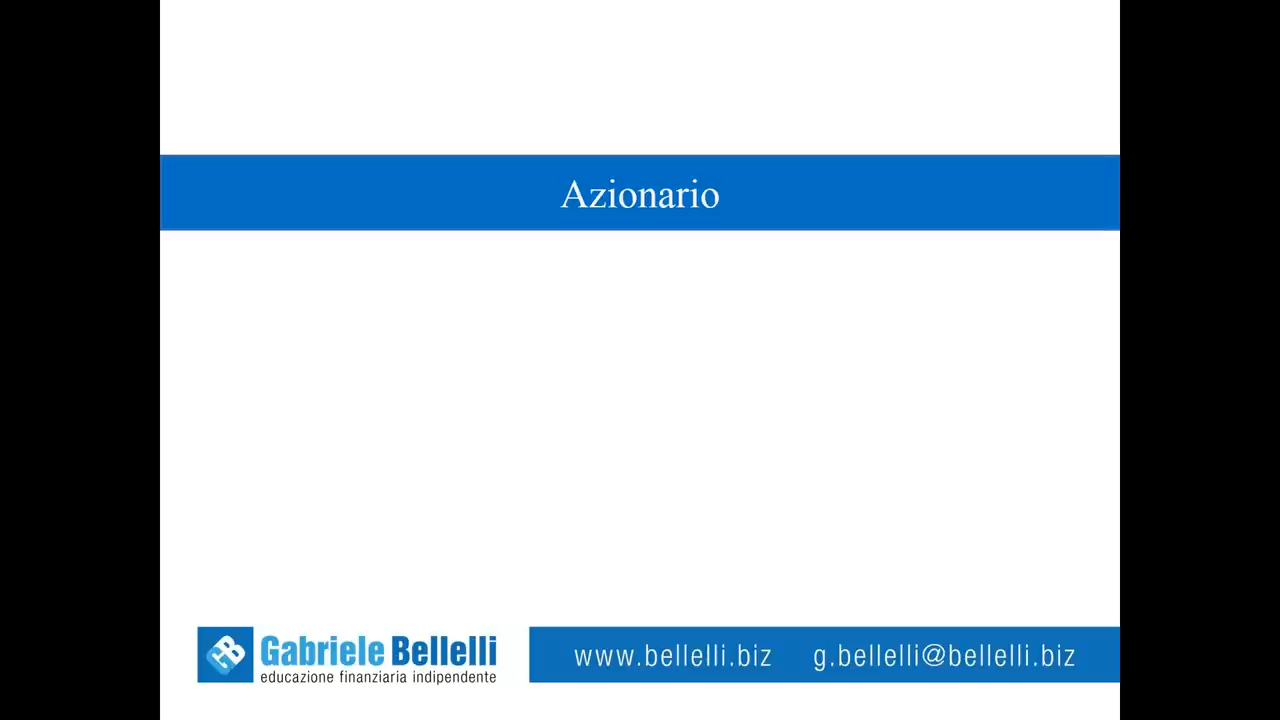 Azionario
Gabriele Bellelli
educazione finanziaria indipendente
www.bellelli.biz g.bellelli@bellelli.biz